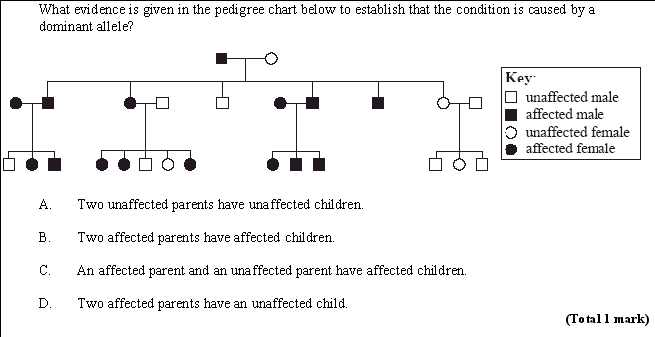 What evidence is given in the pedigree chart below to establish that the condition is caused by a
dominant allele?
Key:
unaffected male
affected male
unaffected female
affected female
A. Two unaffected parents have unaffected children.
B. Two affected parents have affected children.
C. An affected parent and an unaffected parent have affected children.
D. Two affected parents have an unaffected child.
(Total 1 mark)